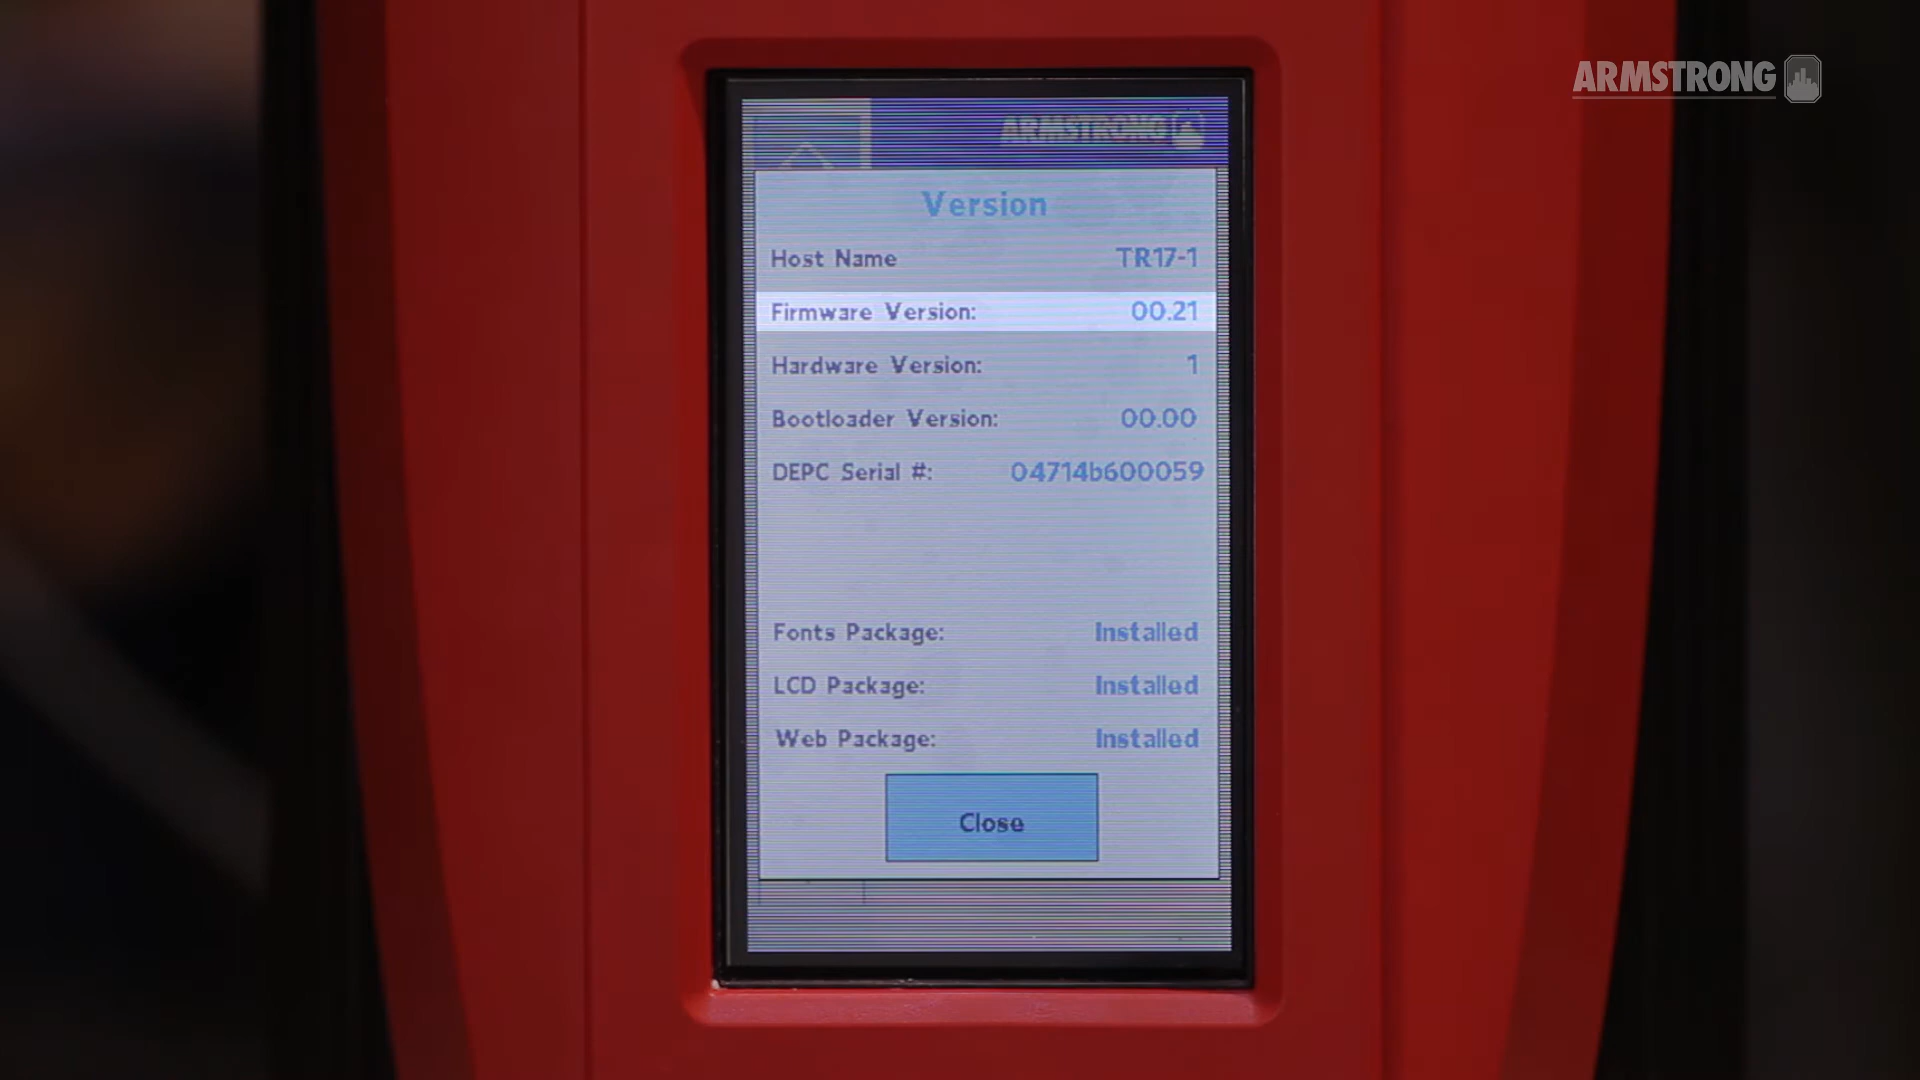 ARMSTRONG
ARMSTRONG
Version
Host Name TR17-1
Firmware Version: 00.21
Hardware Version: 1
Bootloader Version: 00.00
DEPC Serial #: 04714b600059
Fonts Package: Installed
LCD Package: Installed
Web Package: Installed
Close